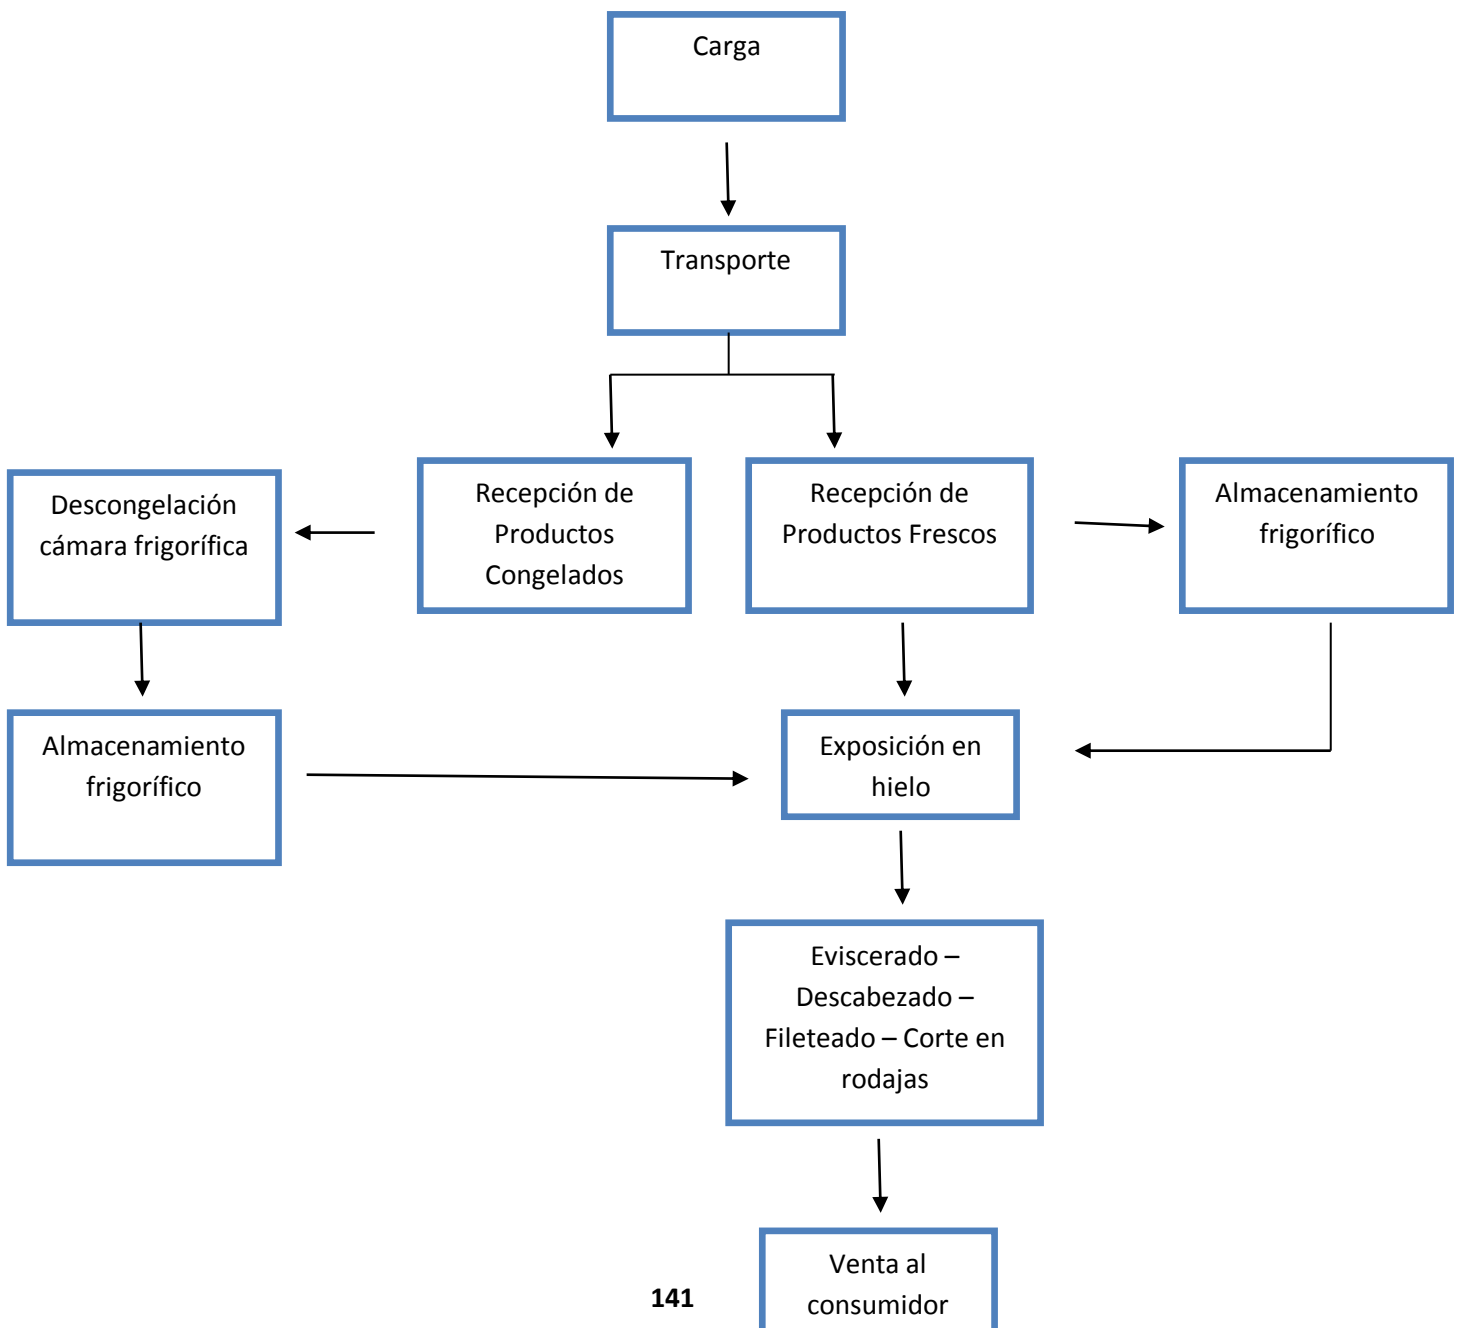 Carga
Transporte
Descongelación
cámara frigorífica
Recepción de
Productos
Congelados
Recepción de
Productos Frescos
Almacenamiento
frigorífico
Almacenamiento
frigorífico
Exposición en
hielo
Eviscerado –
Descabezado –
Fileteado – Corte en
rodajas
Venta al
consumidor
141